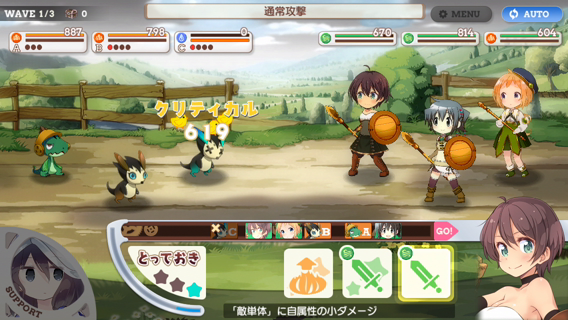 WAVE 1/3
0
通常攻撃
MENU
AUTO
887
798
0
670
814
604
A
B
C
クリティカル
619
C
B
A
GO!
とっておき
SUPPORT
「敵単体」に自属性の小ダメージ